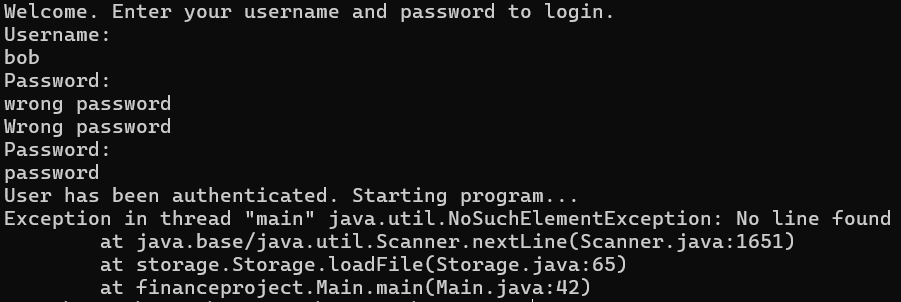 Welcome. Enter your username and password to login.
Username:
bob
Password:
wrong password
Wrong password
Password:
password
User has been authenticated. Starting program...
Exception in thread "main" java.util.NoSuchElementException: No line found
        at java.base/java.util.Scanner.nextLine(Scanner.java:1651)
        at storage.Storage.loadFile(Storage.java:65)
        at financeproject.Main.main(Main.java:42)